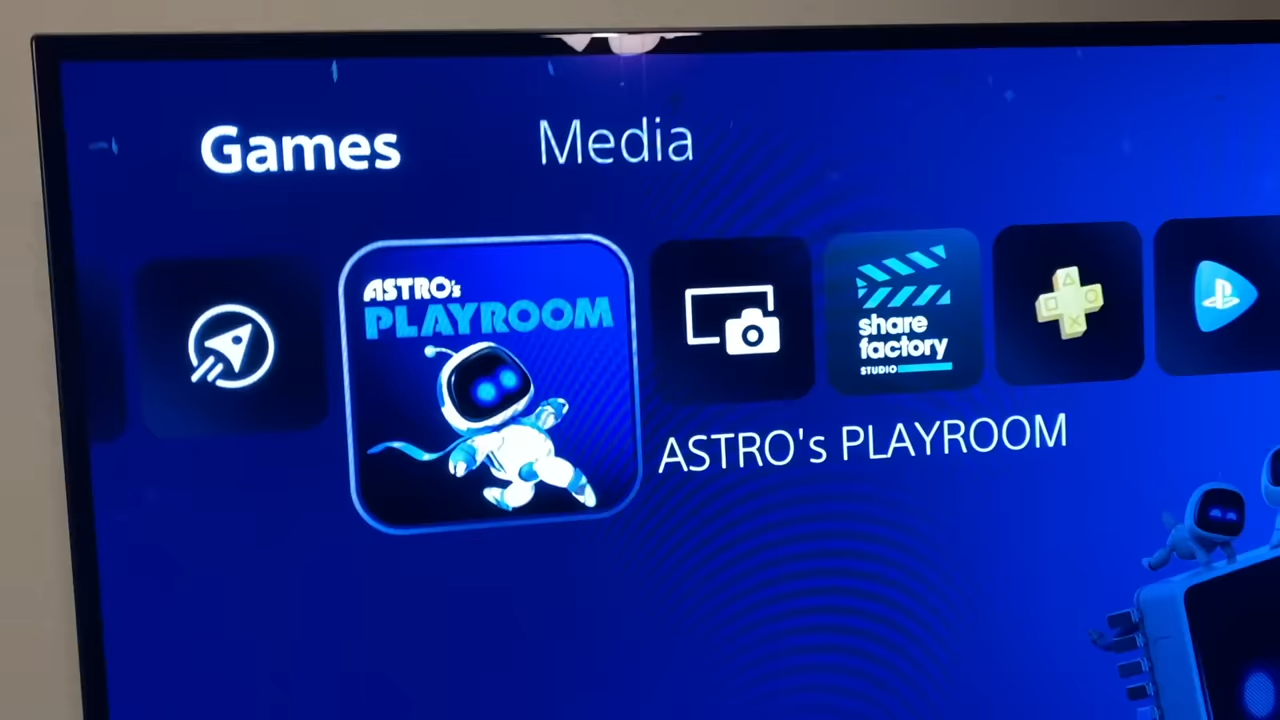 Games Media
ASTRO's
PLAYROOM
share
factory
STUDIO
ASTRO's PLAYROOM